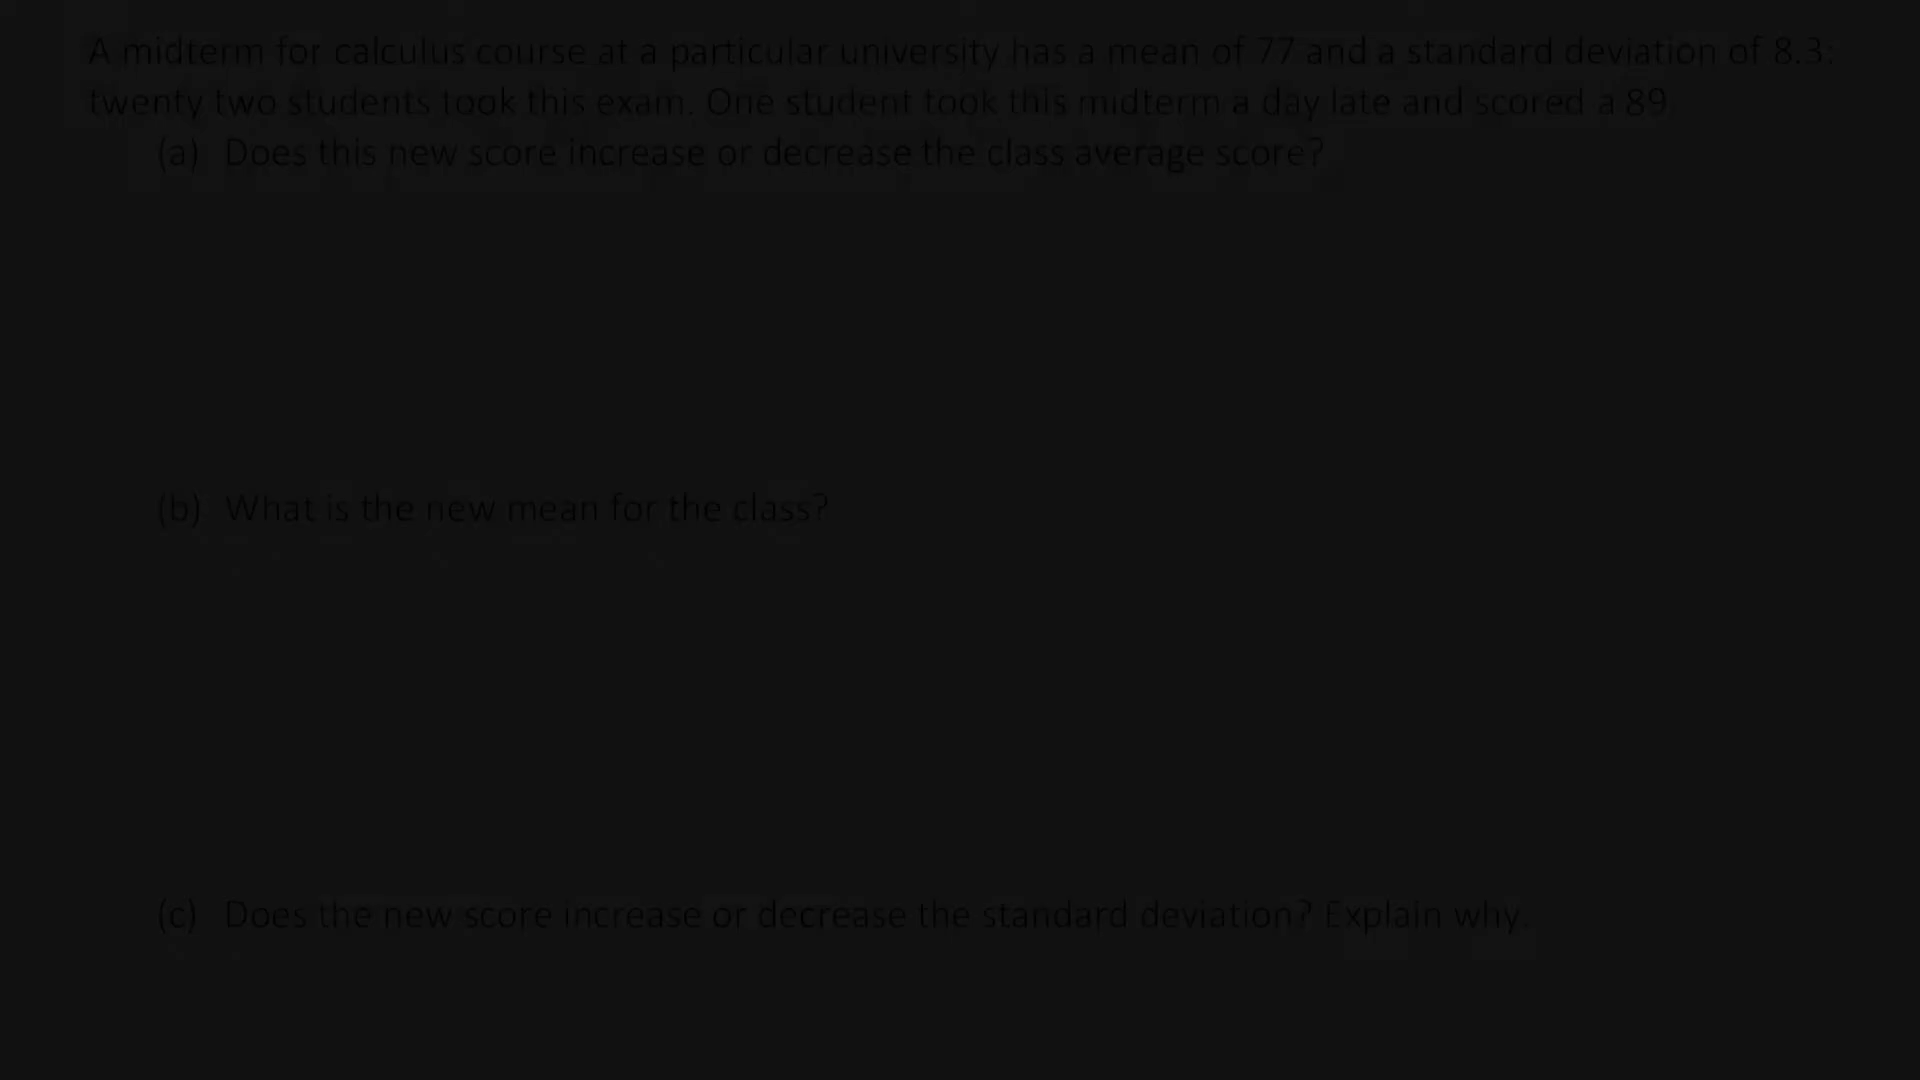 A midterm for calculus course at a particular university has a mean of 77 and a standard deviation of 8.3;
twenty two students took this exam. One student took this midterm a day late and scored a 89.
(a) Does this new score increase or decrease the class average score?
(b) What is the new mean for the class?
(c) Does the new score increase or decrease the standard deviation? Explain why.